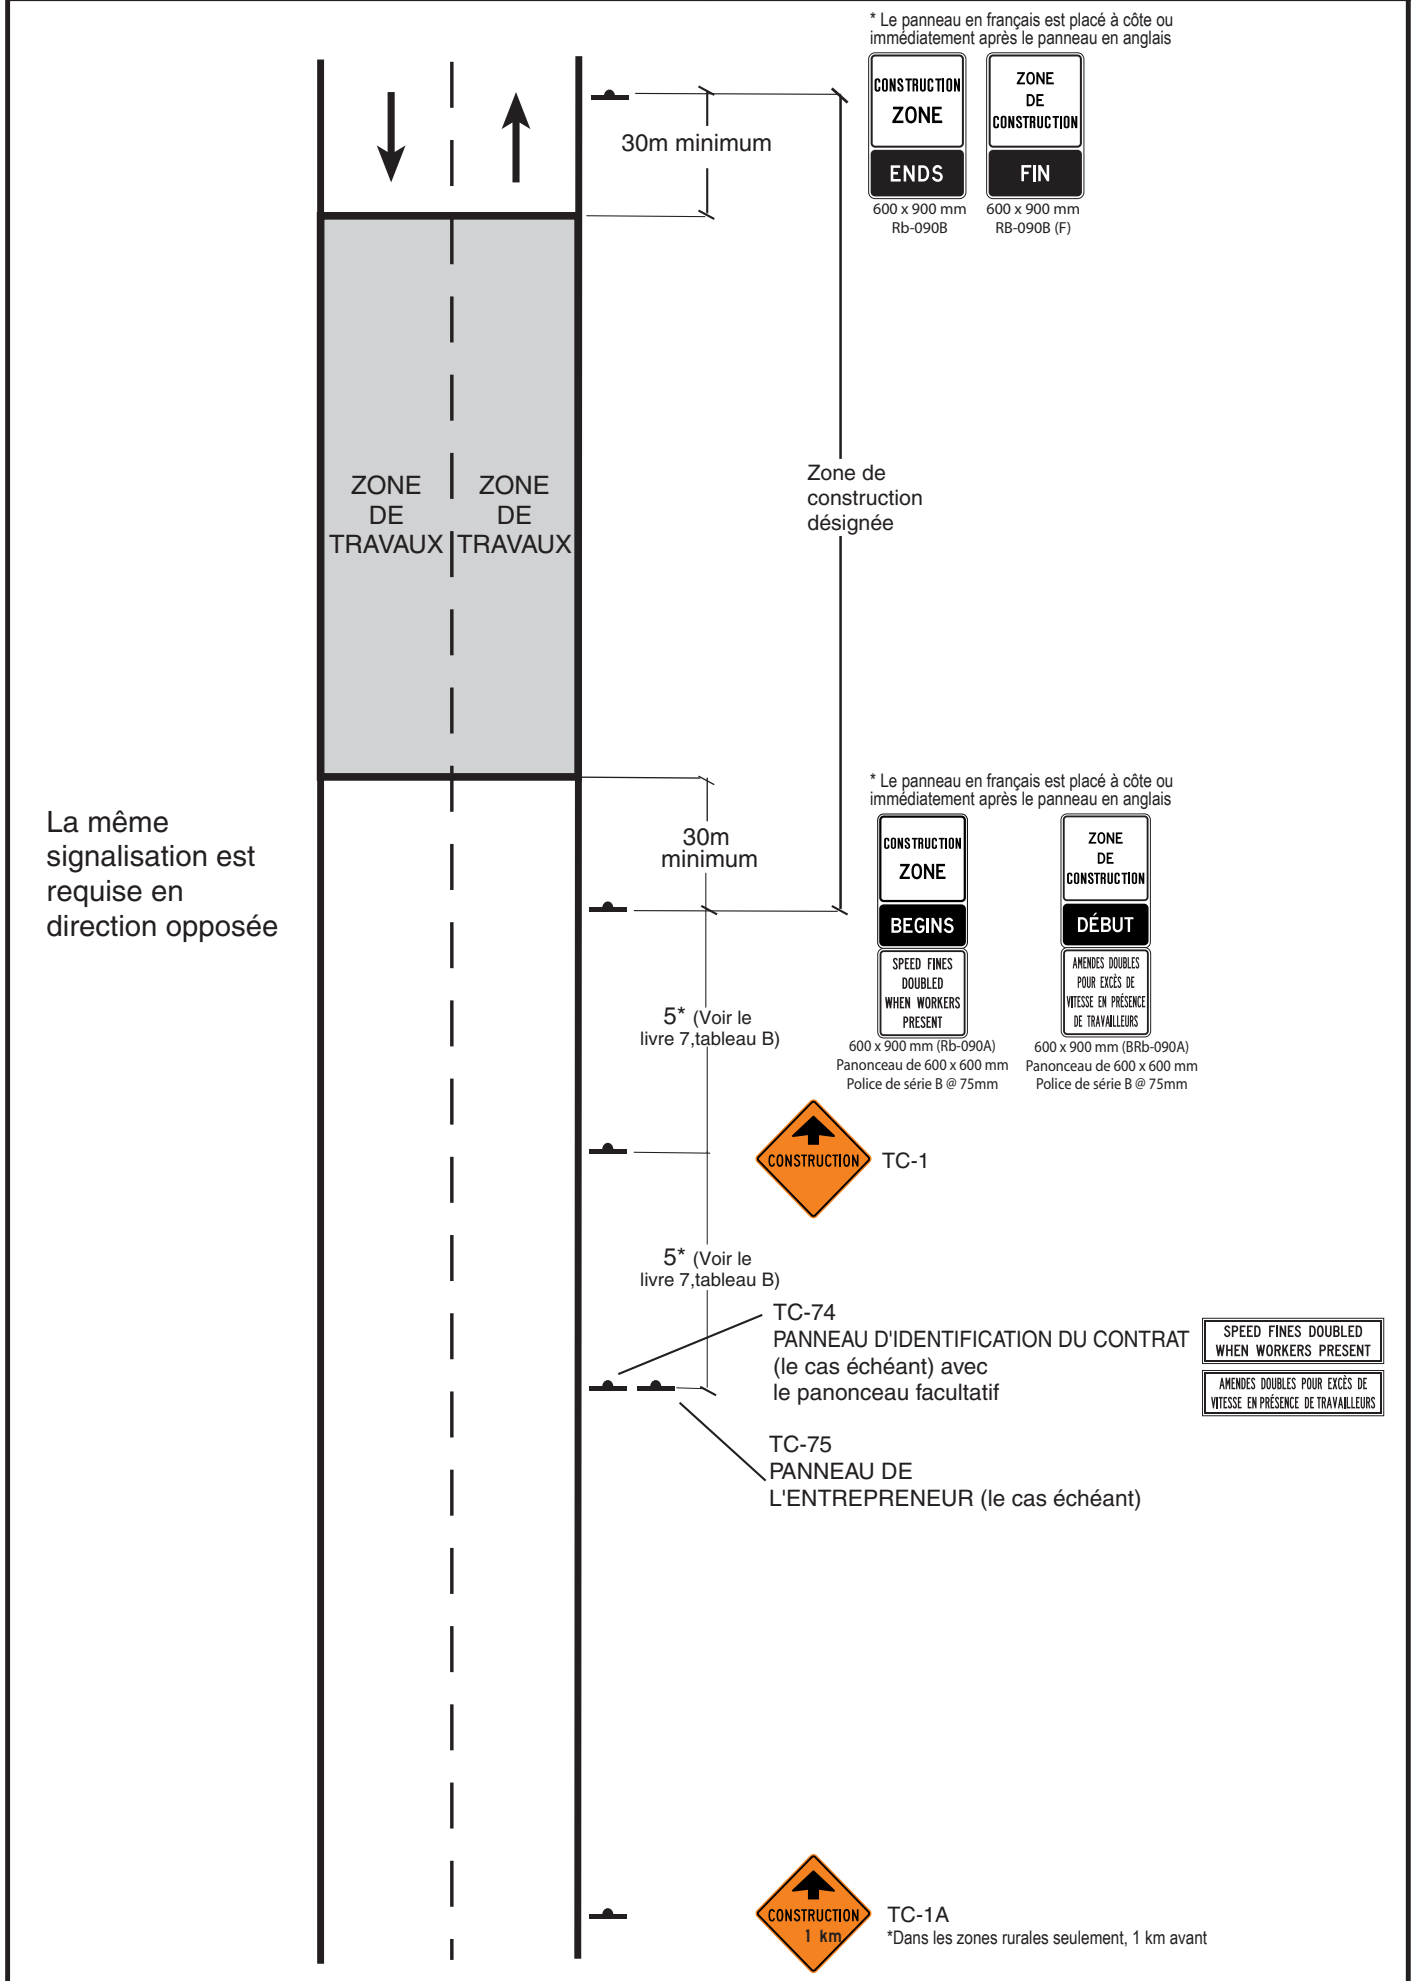 * Le panneau en français est placé à côte ou
immédiatement après le panneau en anglais
CONSTRUCTION
ZONE
ENDS
600 x 900 mm
Rb-090B
ZONE
DE
CONSTRUCTION
FIN
600 x 900 mm
RB-090B (F)
30m minimum
ZONE
DE
TRAVAUX
ZONE
DE
TRAVAUX
Zone de
construction
désignée
La même
signalisation est
requise en
direction opposée
30m
minimum
* Le panneau en français est placé à côte ou
immédiatement après le panneau en anglais
CONSTRUCTION
ZONE
BEGINS
SPEED FINES
DOUBLED
WHEN WORKERS
PRESENT
600 x 900 mm (Rb-090A)
Panonceau de 600 x 600 mm
Police de série B @ 75mm
ZONE
DE
CONSTRUCTION
DÉBUT
AMENDES DOUBLES
POUR EXCÈS DE
VITESSE EN PRÉSENCE
DE TRAVAILLEURS
600 x 900 mm (BRb-090A)
Panonceau de 600 x 600 mm
Police de série B @ 75mm
5* (Voir le
livre 7,tableau B)
CONSTRUCTION
TC-1
5* (Voir le
livre 7,tableau B)
TC-74
PANNEAU D'IDENTIFICATION DU CONTRAT
(le cas échéant) avec
le panonceau facultatif
SPEED FINES DOUBLED
WHEN WORKERS PRESENT
AMENDES DOUBLES POUR EXCÈS DE
VITESSE EN PRÉSENCE DE TRAVAILLEURS
TC-75
PANNEAU DE
L'ENTREPRENEUR (le cas échéant)
CONSTRUCTION
1 km
TC-1A
*Dans les zones rurales seulement, 1 km avant